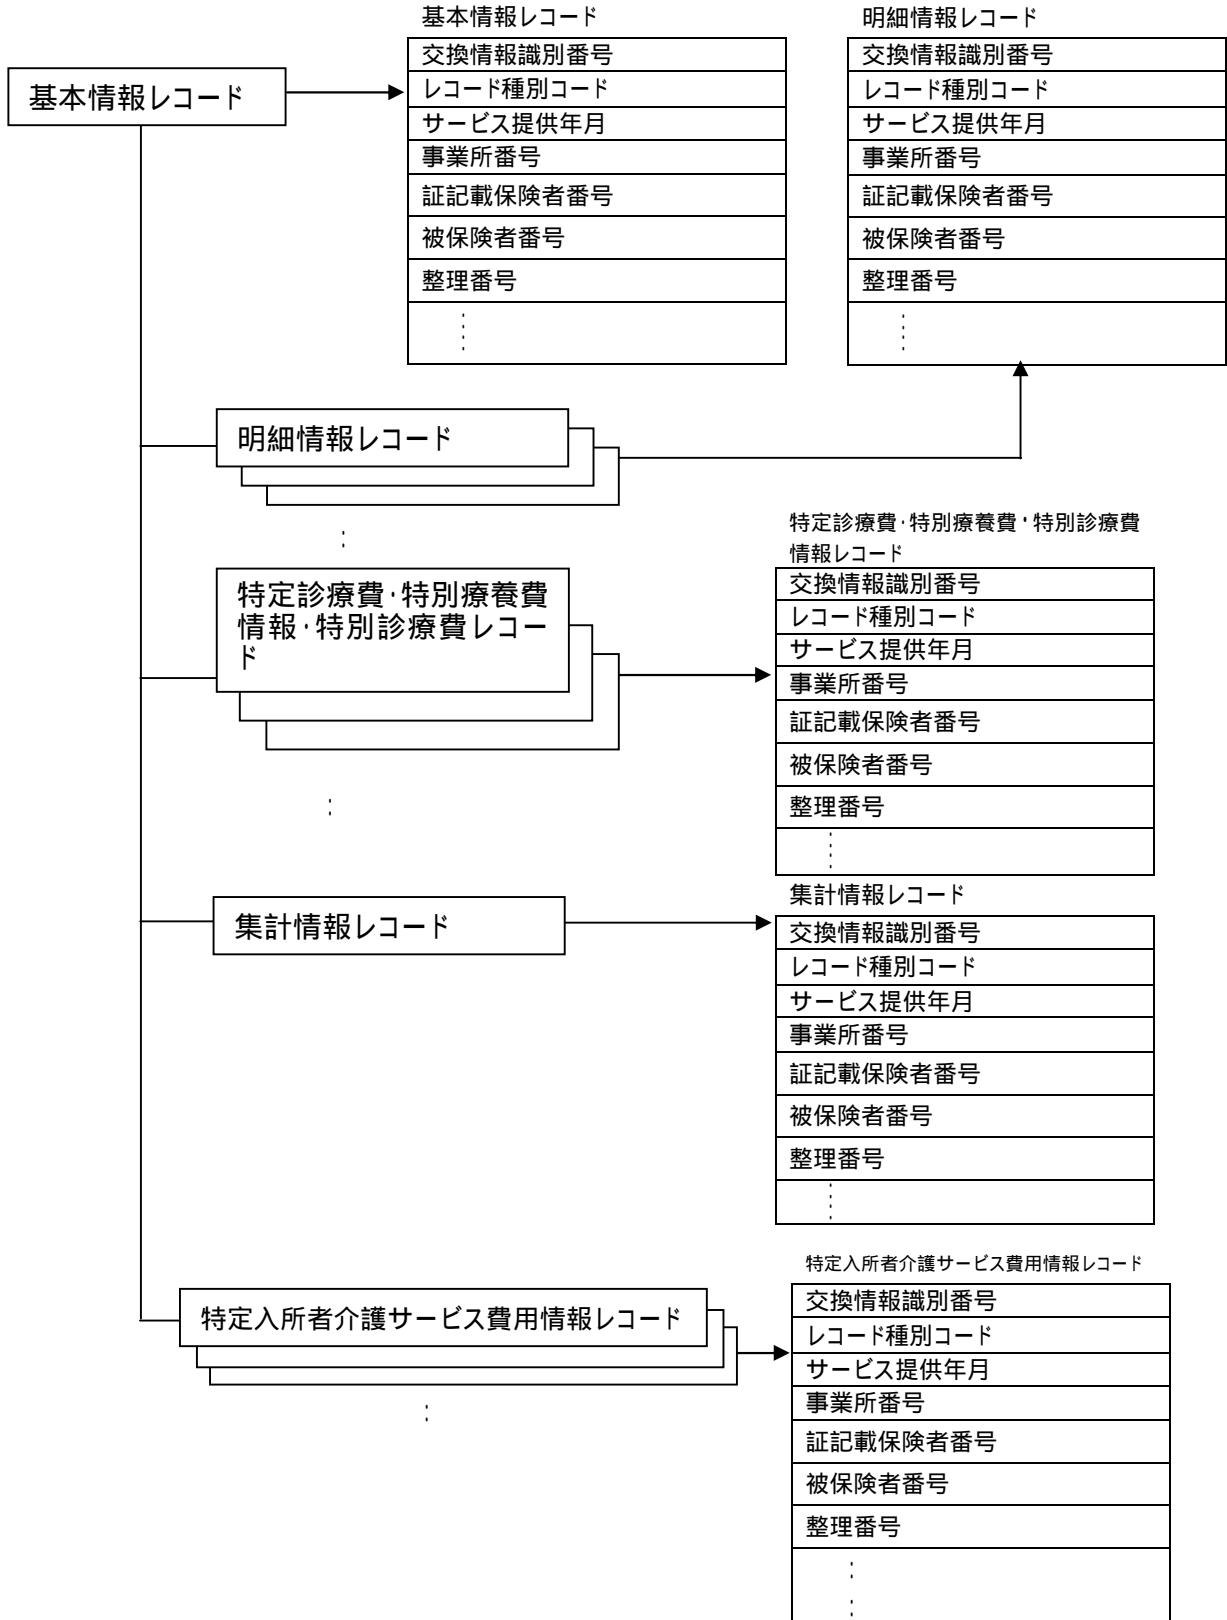 基本情報レコード
基本情報レコード
交換情報識別番号
レコード種別コード
サービス提供年月
事業所番号
証記載保険者番号
被保険者番号
整理番号
明細情報レコード
交換情報識別番号
レコード種別コード
サービス提供年月
事業所番号
証記載保険者番号
被保険者番号
整理番号
明細情報レコード
特定診療費・特別療養費
情報・特別診療費レコー
ド
特定診療費・特別療養費・特別診療費
情報レコード
交換情報識別番号
レコード種別コード
サービス提供年月
事業所番号
証記載保険者番号
被保険者番号
整理番号
集計情報レコード
集計情報レコード
交換情報識別番号
レコード種別コード
サービス提供年月
事業所番号
証記載保険者番号
被保険者番号
整理番号
特定入所者介護サービス費用情報レコード
特定入所者介護サービス費用情報レコード
交換情報識別番号
レコード種別コード
サービス提供年月
事業所番号
証記載保険者番号
被保険者番号
整理番号